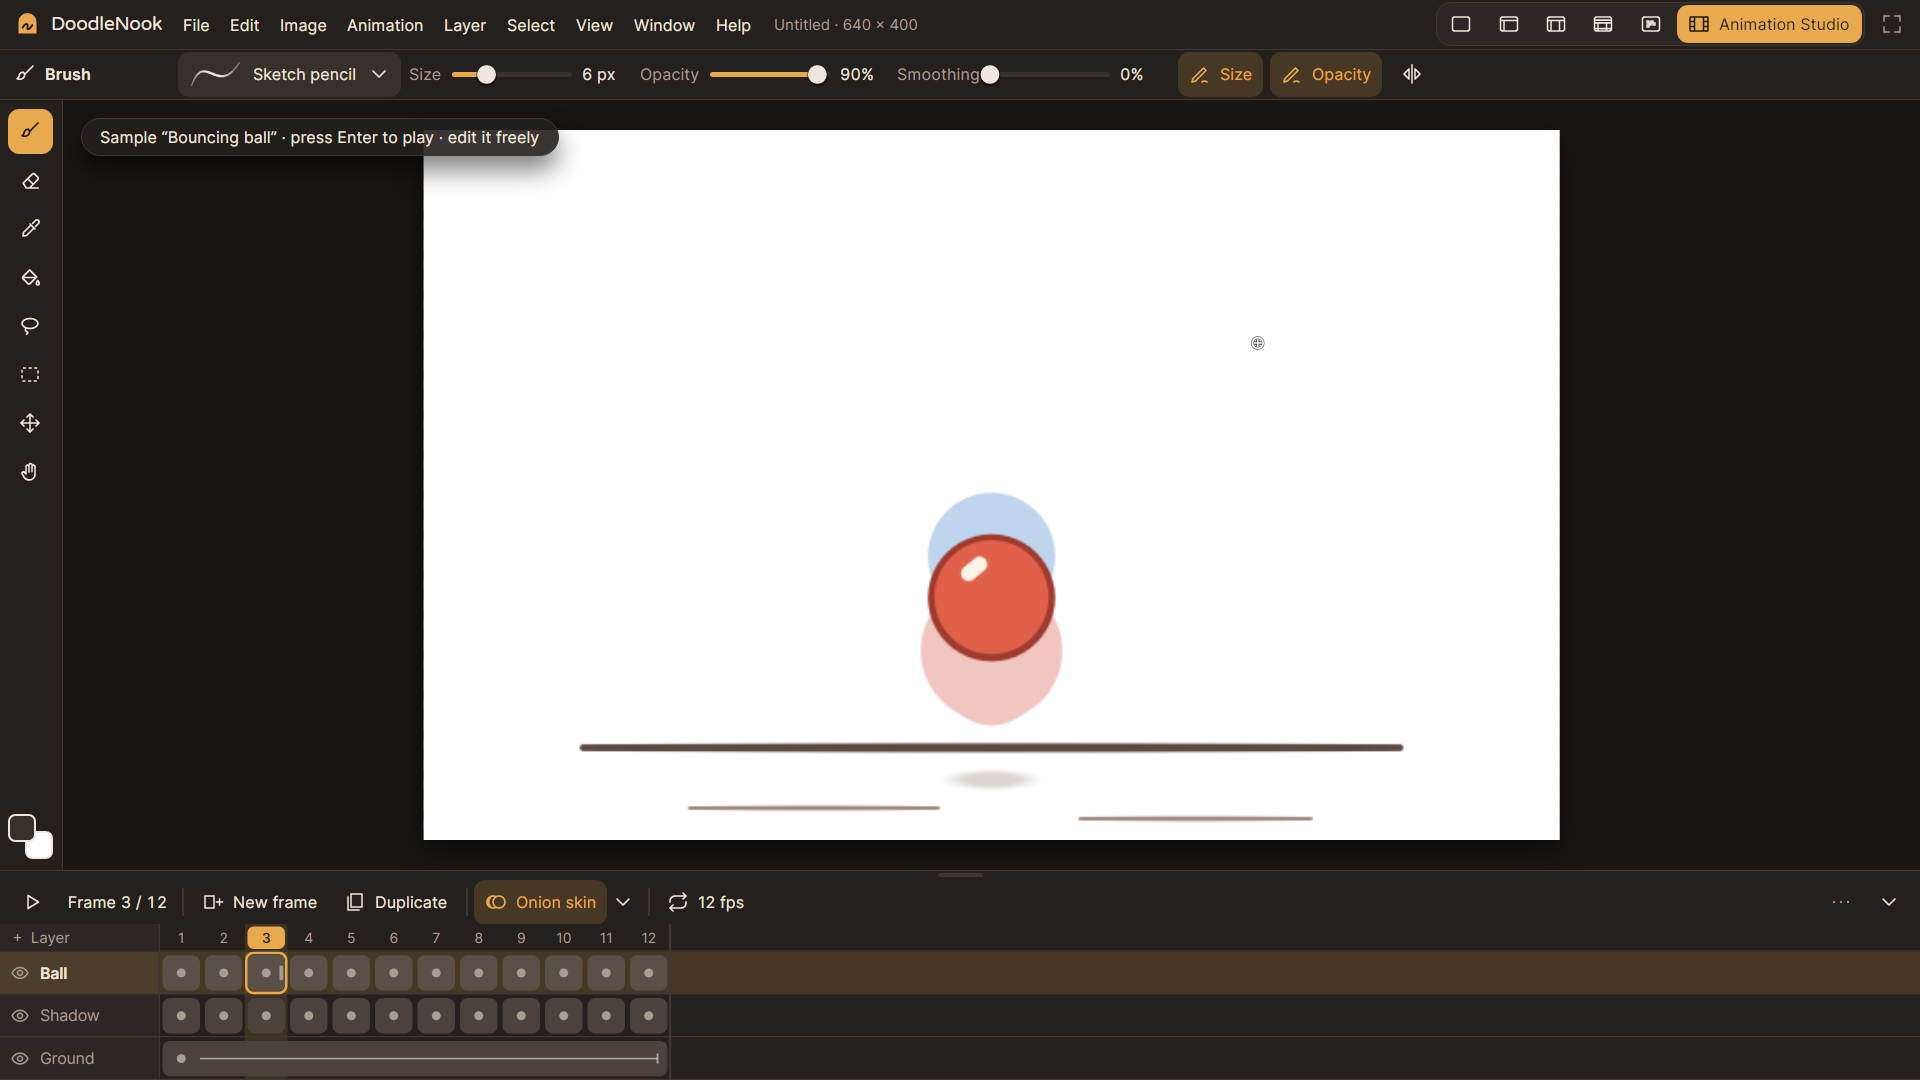 DoodleNook File Edit Image Animation Layer Select View Window Help Untitled · 640 × 400 Animation Studio
Brush Sketch pencil Size 6 px Opacity 90% Smoothing 0% Size Opacity
Sample “Bouncing ball” · press Enter to play · edit it freely
Frame 3 / 12 New frame Duplicate Onion skin 12 fps ···
+ Layer 1 2 3 4 5 6 7 8 9 10 11 12
Ball
Shadow
Ground